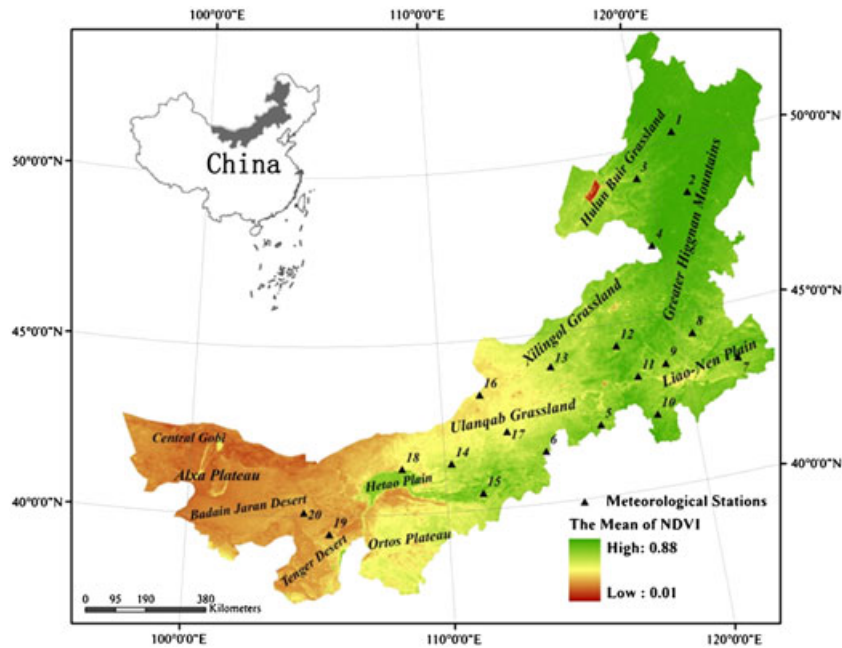 100°0'0"E
110°0'0"E
120°0'0"E
50°0'0"N
50°0'0"N
China
1
Hulun Buir Grassland
3
2
Greater Higgnan Mountains
4
45°0'0"N
45°0'0"N
Xilingol Grassland
8
12
13
9
11
Liao-Nen Plain
7
16
Ulanqab Grassland
5
10
17
6
Central Gobi
Alxa Plateau
18
14
Hetao Plain
15
40°0'0"N
40°0'0"N
Badain Jaran Desert
20
19
Tenger Desert
Ortos Plateau
Meteorological Stations
The Mean of NDVI
High: 0.88
Low : 0.01
0 95 190 380
Kilometers
100°0'0"E
110°0'0"E
120°0'0"E